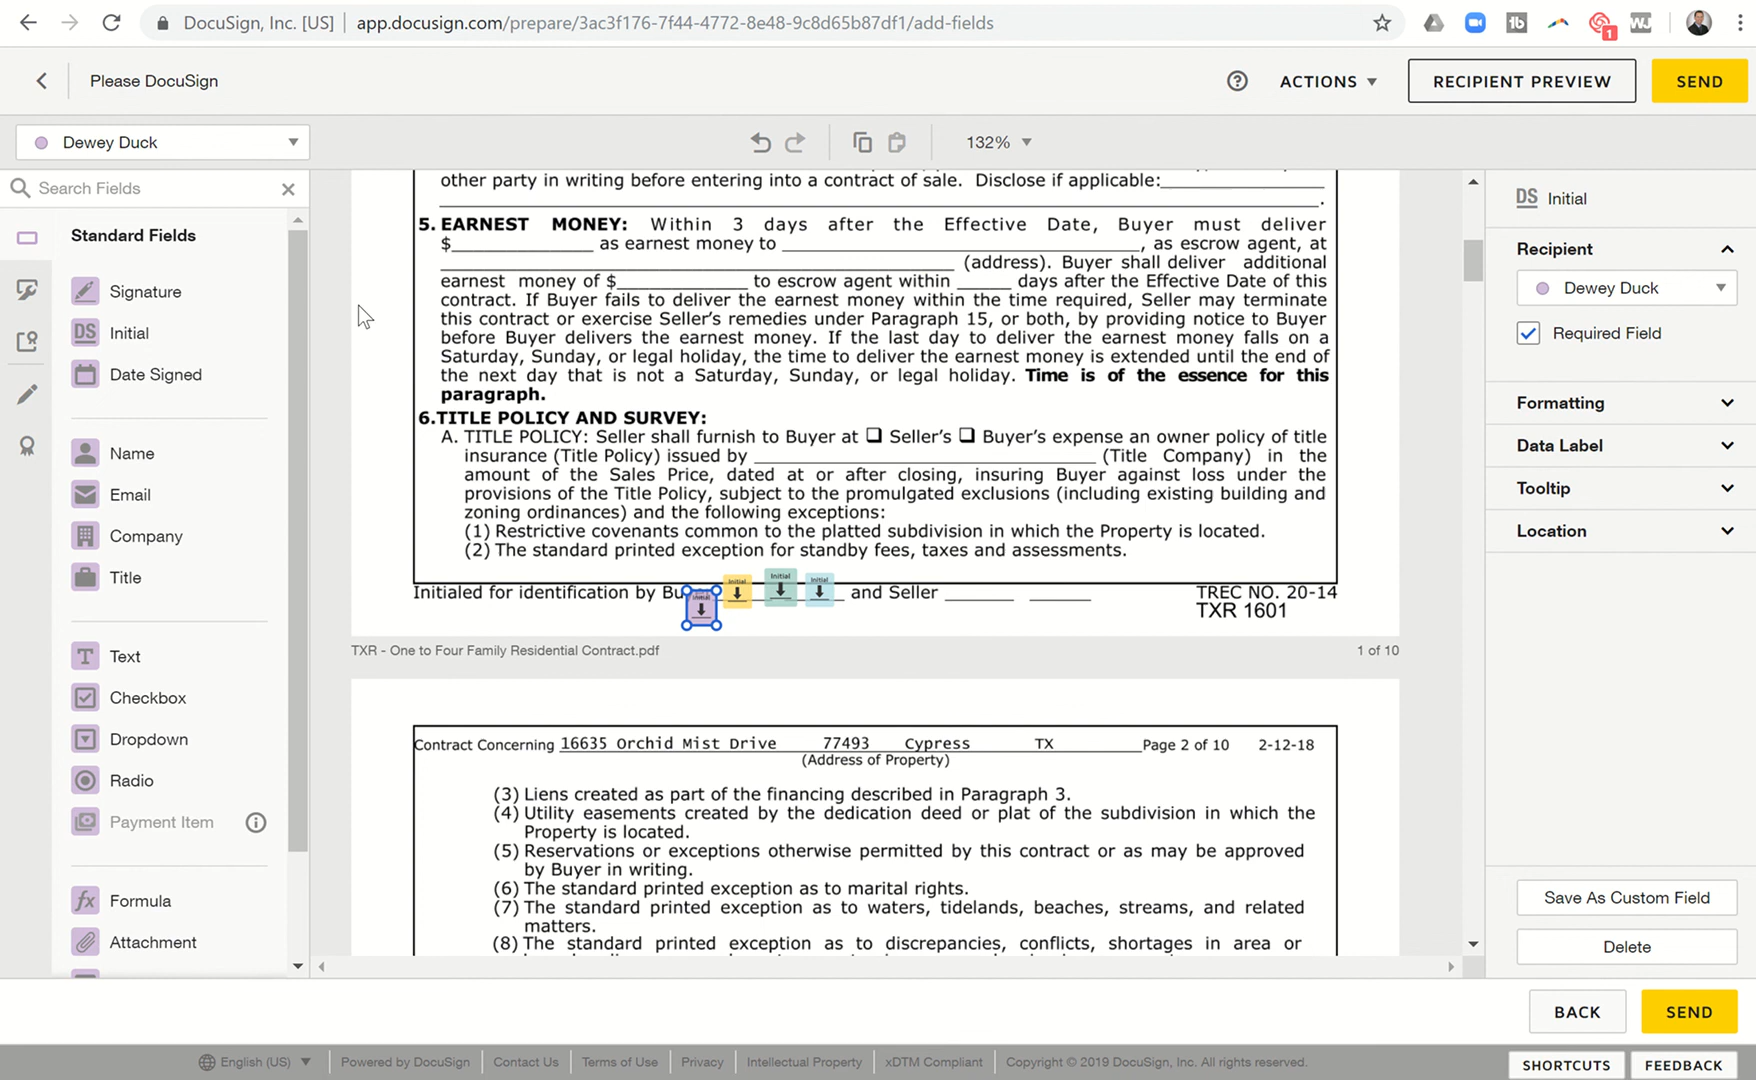 DocuSign, Inc. [US] | app.docusign.com/prepare/3ac3f176-7f44-4772-8e48-9c8d65b87df1/add-fields
1
Please DocuSign
ACTIONS
RECIPIENT PREVIEW
SEND
Dewey Duck
132%
Search Fields
Standard Fields
Signature
DS Initial
Date Signed
Name
Email
Company
Title
Text
Checkbox
Dropdown
Radio
Payment Item
fx Formula
Attachment
other party in writing before entering into a contract of sale. Disclose if applicable:
5. EARNEST MONEY: Within 3 days after the Effective Date, Buyer must deliver
$______________ as earnest money to ____________________________________, as escrow agent, at
____________________________________________________ (address). Buyer shall deliver additional
earnest money of $_____________ to escrow agent within ______ days after the Effective Date of this
contract. If Buyer fails to deliver the earnest money within the time required, Seller may terminate
this contract or exercise Seller's remedies under Paragraph 15, or both, by providing notice to Buyer
before Buyer delivers the earnest money. If the last day to deliver the earnest money falls on a
Saturday, Sunday, or legal holiday, the time to deliver the earnest money is extended until the end of
the next day that is not a Saturday, Sunday, or legal holiday. Time is of the essence for this
paragraph.
6.TITLE POLICY AND SURVEY:
A. TITLE POLICY: Seller shall furnish to Buyer at ❑ Seller's ❑ Buyer's expense an owner policy of title
insurance (Title Policy) issued by __________________________________ (Title Company) in the
amount of the Sales Price, dated at or after closing, insuring Buyer against loss under the
provisions of the Title Policy, subject to the promulgated exclusions (including existing building and
zoning ordinances) and the following exceptions:
(1) Restrictive covenants common to the platted subdivision in which the Property is located.
(2) The standard printed exception for standby fees, taxes and assessments.
Initial
Initial
Initial
Initial
Initialed for identification by Bu and Seller _______ ______ TREC NO. 20-14
TXR 1601
TXR - One to Four Family Residential Contract.pdf
1 of 10
Contract Concerning 16635 Orchid Mist Drive 77493 Cypress TX Page 2 of 10 2-12-18
(Address of Property)
(3) Liens created as part of the financing described in Paragraph 3.
(4) Utility easements created by the dedication deed or plat of the subdivision in which the
Property is located.
(5) Reservations or exceptions otherwise permitted by this contract or as may be approved
by Buyer in writing.
(6) The standard printed exception as to marital rights.
(7) The standard printed exception as to waters, tidelands, beaches, streams, and related
matters.
(8) The standard printed exception as to discrepancies, conflicts, shortages in area or
DS Initial
Recipient
Dewey Duck
Required Field
Formatting
Data Label
Tooltip
Location
Save As Custom Field
Delete
BACK
SEND
English (US)
Powered by DocuSign
Contact Us
Terms of Use
Privacy
Intellectual Property
xDTM Compliant
Copyright © 2019 DocuSign, Inc. All rights reserved.
SHORTCUTS
FEEDBACK